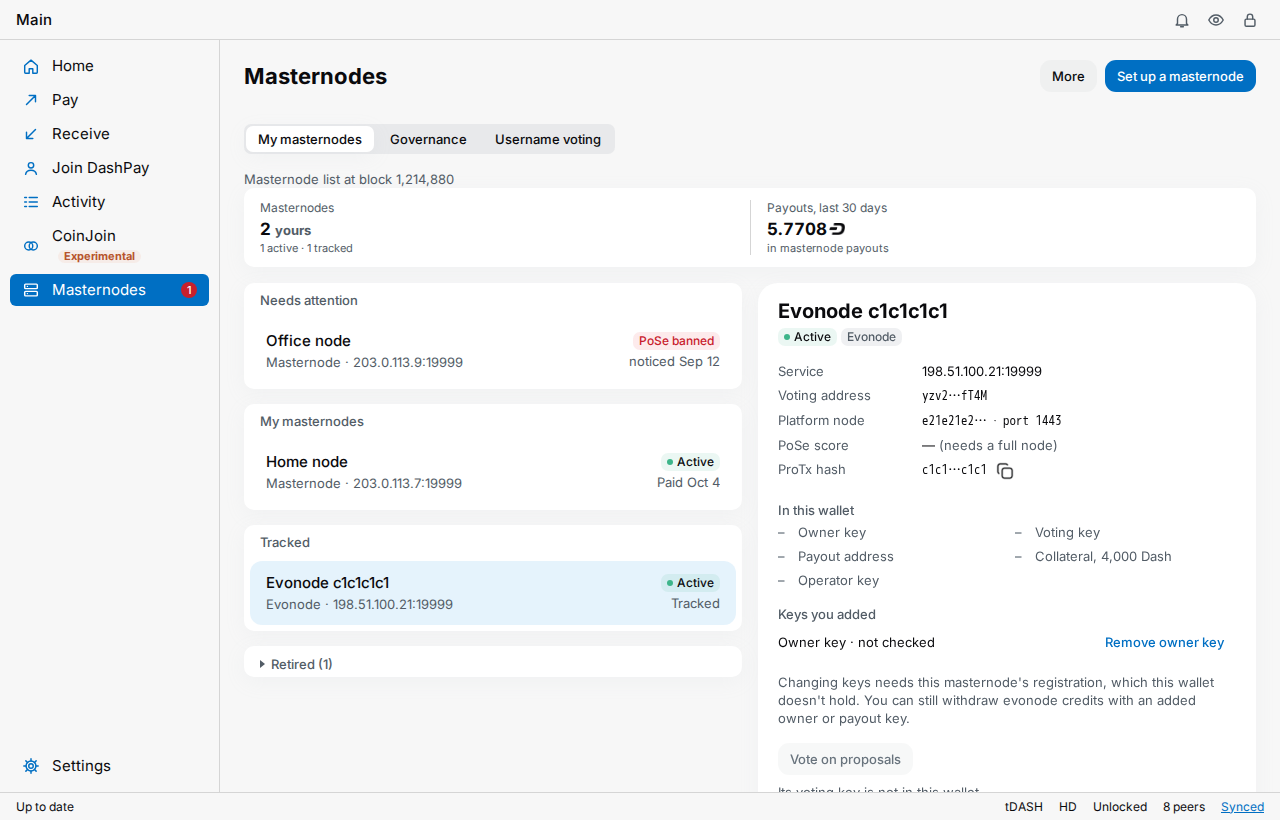 Main
Home
Pay
Receive
Join DashPay
Activity
CoinJoin
Experimental
Masternodes 1
Settings
Masternodes
More
Set up a masternode
My masternodes
Governance
Username voting
Masternode list at block 1,214,880
Masternodes
2 yours
1 active · 1 tracked
Payouts, last 30 days
5.7708
in masternode payouts
Needs attention
Office node
PoSe banned
Masternode · 203.0.113.9:19999
noticed Sep 12
My masternodes
Home node
Active
Masternode · 203.0.113.7:19999
Paid Oct 4
Tracked
Evonode c1c1c1c1
Active
Evonode · 198.51.100.21:19999
Tracked
Retired (1)
Evonode c1c1c1c1
Active
Evonode
Service 198.51.100.21:19999
Voting address yzv2···fT4M
Platform node e21e21e2··· · port 1443
PoSe score — (needs a full node)
ProTx hash c1c1···c1c1
In this wallet
– Owner key
– Voting key
– Payout address
– Collateral, 4,000 Dash
– Operator key
Keys you added
Owner key · not checked
Remove owner key
Changing keys needs this masternode's registration, which this wallet
doesn't hold. You can still withdraw evonode credits with an added
owner or payout key.
Vote on proposals
Its voting key is not in this wallet
Up to date
tDASH
HD
Unlocked
8 peers
Synced